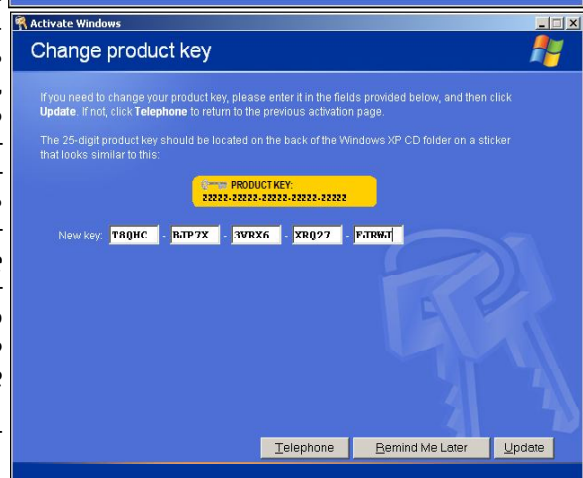 Activate Windows
Change product key
If you need to change your product key, please enter it in the fields provided below, and then click
Update. If not, click Telephone to return to the previous activation page.
The 25-digit product key should be located on the back of the Windows XP CD folder on a sticker
that looks similar to this:
PRODUCT KEY:
22222-22222-22222-22222-22222
New key: - - - -
Telephone Remind Me Later Update